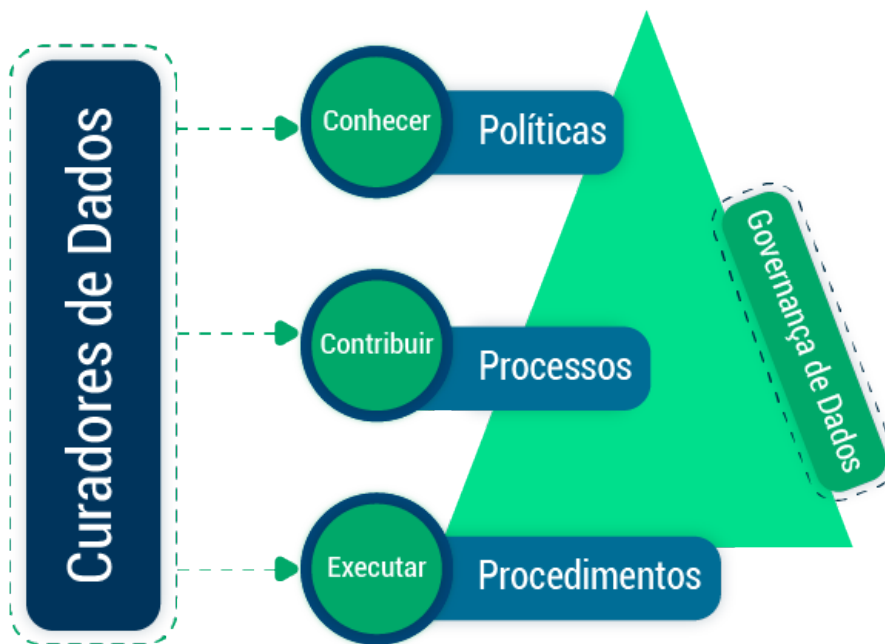 Curadores de Dados
Conhecer
Políticas
Contribuir
Processos
Executar
Procedimentos
Governança de Dados